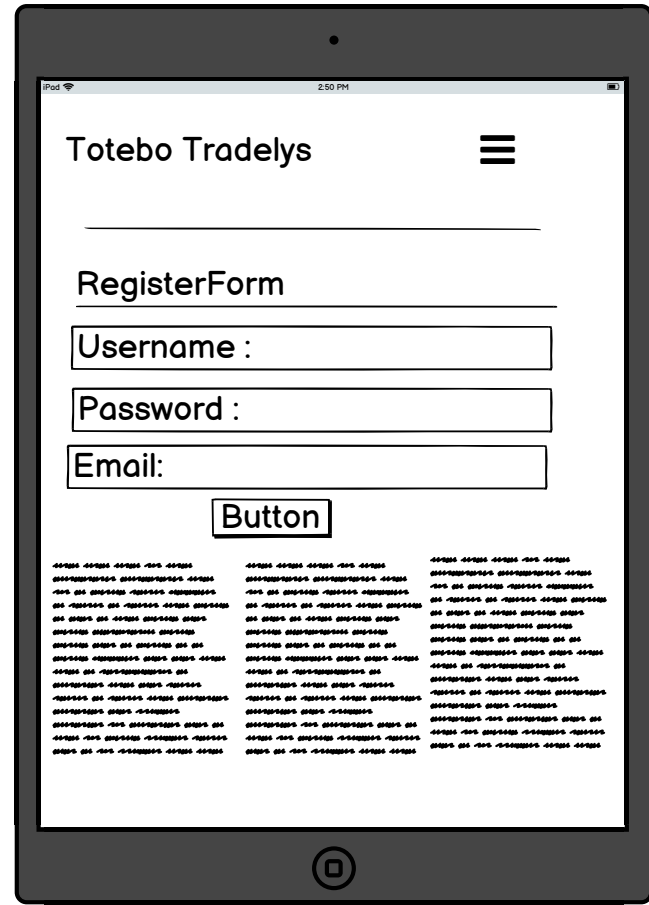 iPad 2:50 PM
Totebo Tradelys
RegisterForm
Username :
Password :
Email:
Button